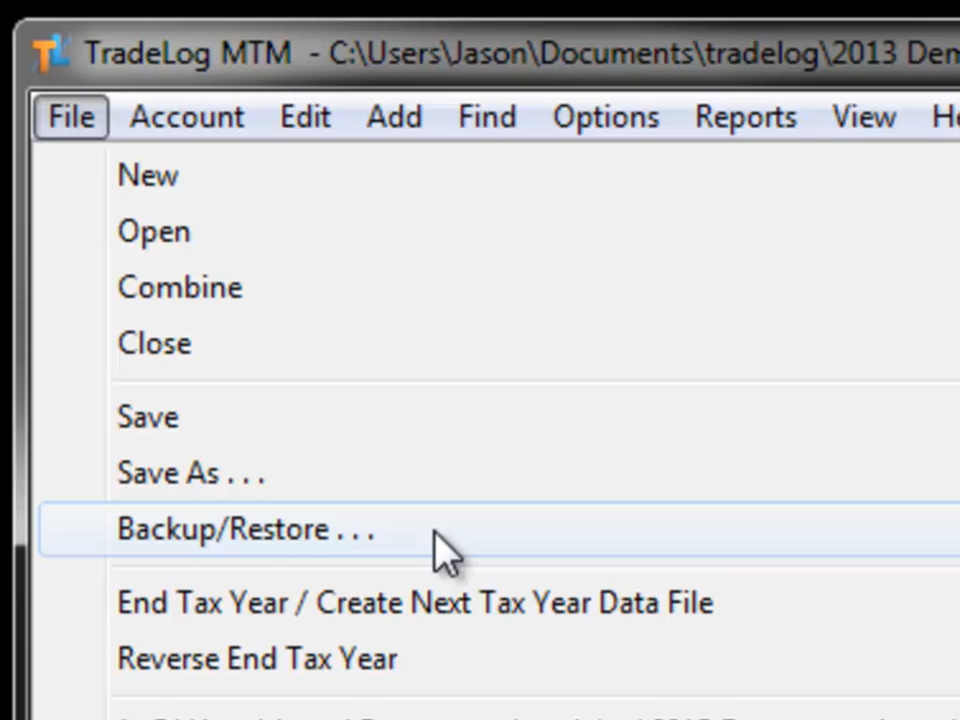 TradeLog MTM - C:\Users\Jason\Documents\tradelog\2013
File Account Edit Add Find Options Reports View
New
Open
Combine
Close
Save
Save As . . .
Backup/Restore . . .
End Tax Year / Create Next Tax Year Data File
Reverse End Tax Year